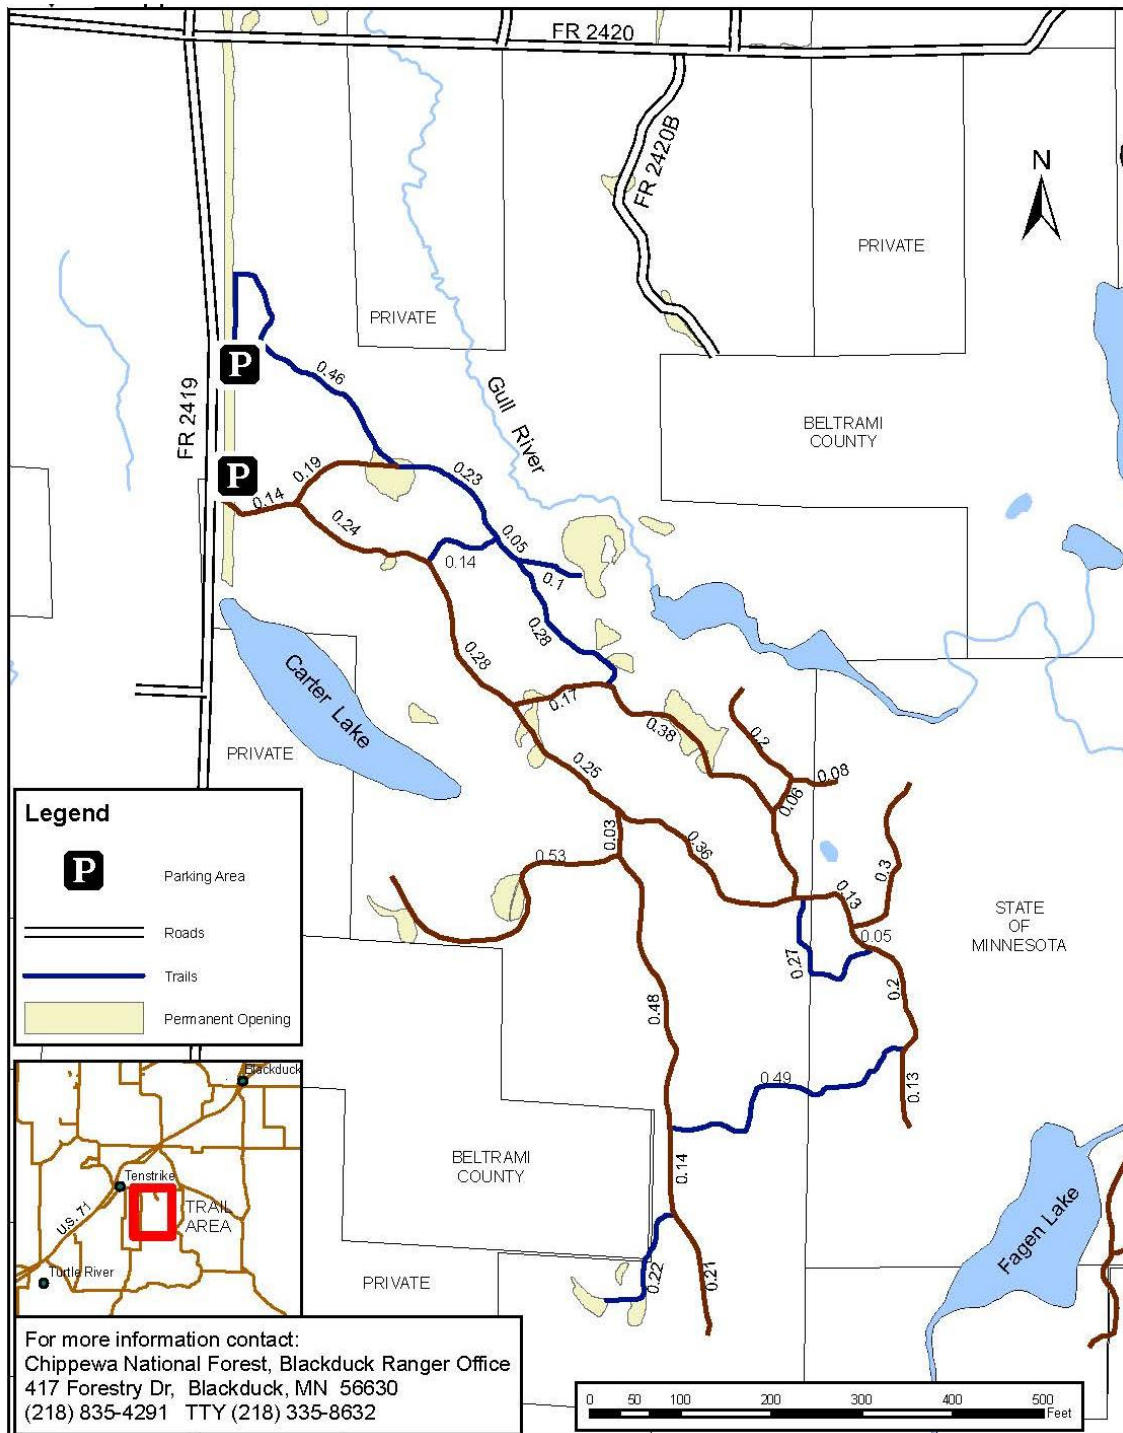 FR 2420
FR 2420B
N
PRIVATE
PRIVATE
P
FR 2419
0.46
Gull River
BELTRAMI
COUNTY
P
0.19
0.14
0.23
0.24
0.05
0.14
0.1
0.28
0.28
Carter Lake
0.17
0.38
0.2
PRIVATE
0.08
0.25
0.06
0.03
0.36
0.53
0.3
0.13
STATE
OF
MINNESOTA
0.05
0.27
0.2
0.48
0.49
0.13
Legend
P
Parking Area
Roads
Trails
Permanent Opening
Blackduck
Tenstrike
U.S. 71
TRAIL
AREA
Turtle River
BELTRAMI
COUNTY
0.14
Fagen Lake
PRIVATE
0.22
0.21
For more information contact:
Chippewa National Forest, Blackduck Ranger Office
417 Forestry Dr, Blackduck, MN 56630
(218) 835-4291 TTY (218) 335-8632
0 50 100 200 300 400 500
Feet